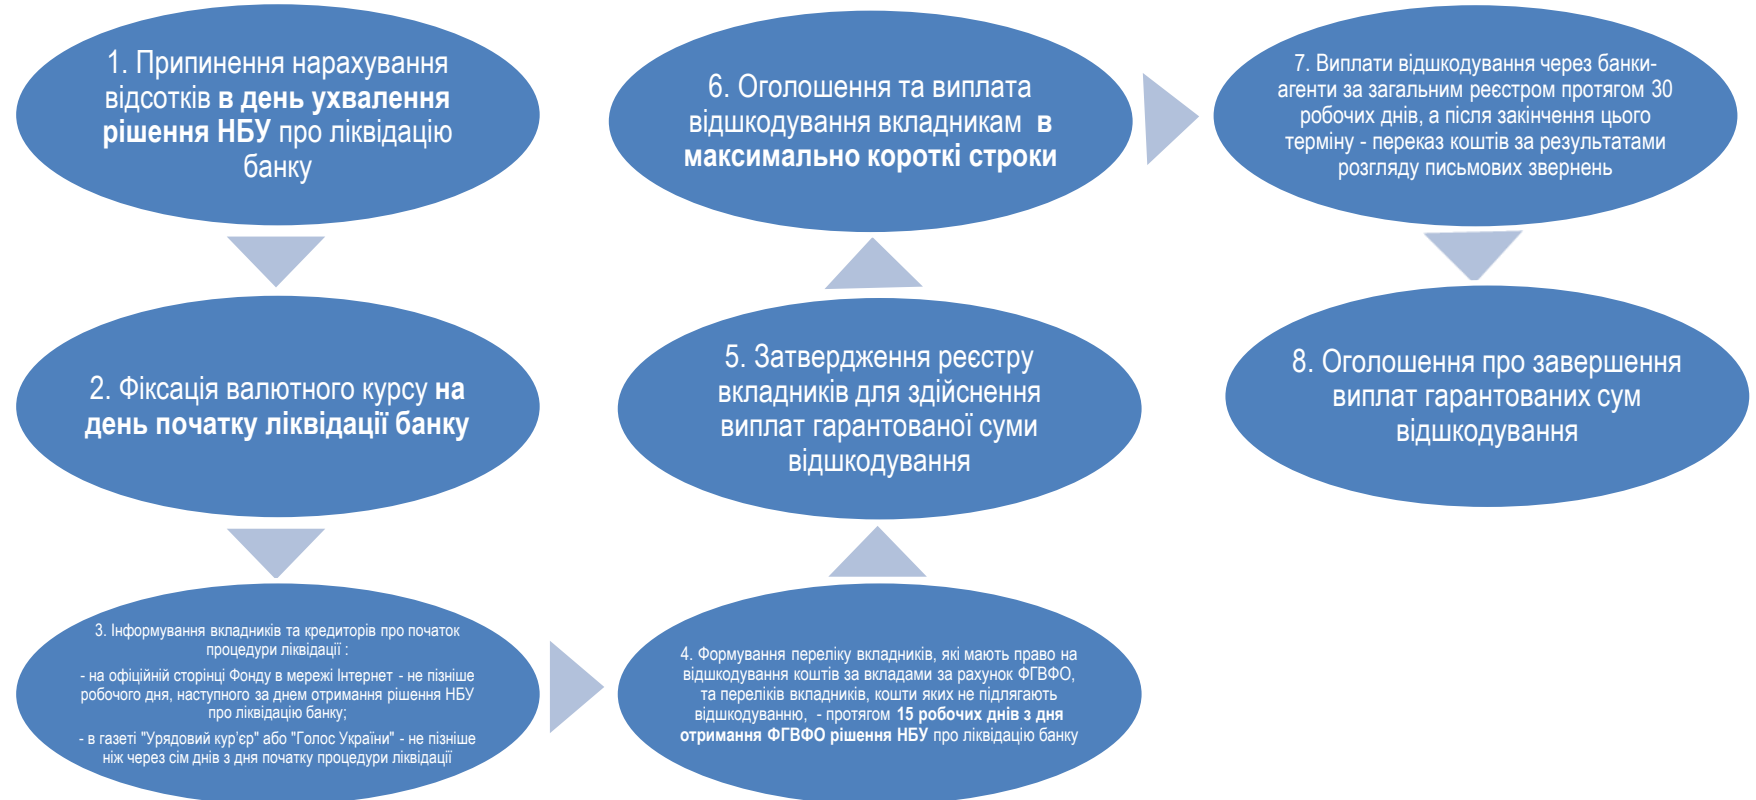 1. Припинення нарахування
відсотків в день ухвалення
рішення НБУ про ліквідацію
банку
2. Фіксація валютного курсу на
день початку ліквідації банку
3. Інформування вкладників та кредиторів про початок
процедури ліквідації :
- на офіційній сторінці Фонду в мережі Інтернет - не пізніше
робочого дня, наступного за днем отримання рішення НБУ
про ліквідацію банку;
- в газеті "Урядовий кур’єр" або "Голос України" - не пізніше
ніж через сім днів з дня початку процедури ліквідації
4. Формування переліку вкладників, які мають право на
відшкодування коштів за вкладами за рахунок ФГВФО,
та переліків вкладників, кошти яких не підлягають
відшкодуванню, - протягом 15 робочих днів з дня
отримання ФГВФО рішення НБУ про ліквідацію банку
5. Затвердження реєстру
вкладників для здійснення
виплат гарантованої суми
відшкодування
6. Оголошення та виплата
відшкодування вкладникам в
максимально короткі строки
7. Виплати відшкодування через банки-
агенти за загальним реєстром протягом 30
робочих днів, а після закінчення цього
терміну - переказ коштів за результатами
розгляду письмових звернень
8. Оголошення про завершення
виплат гарантованих сум
відшкодування